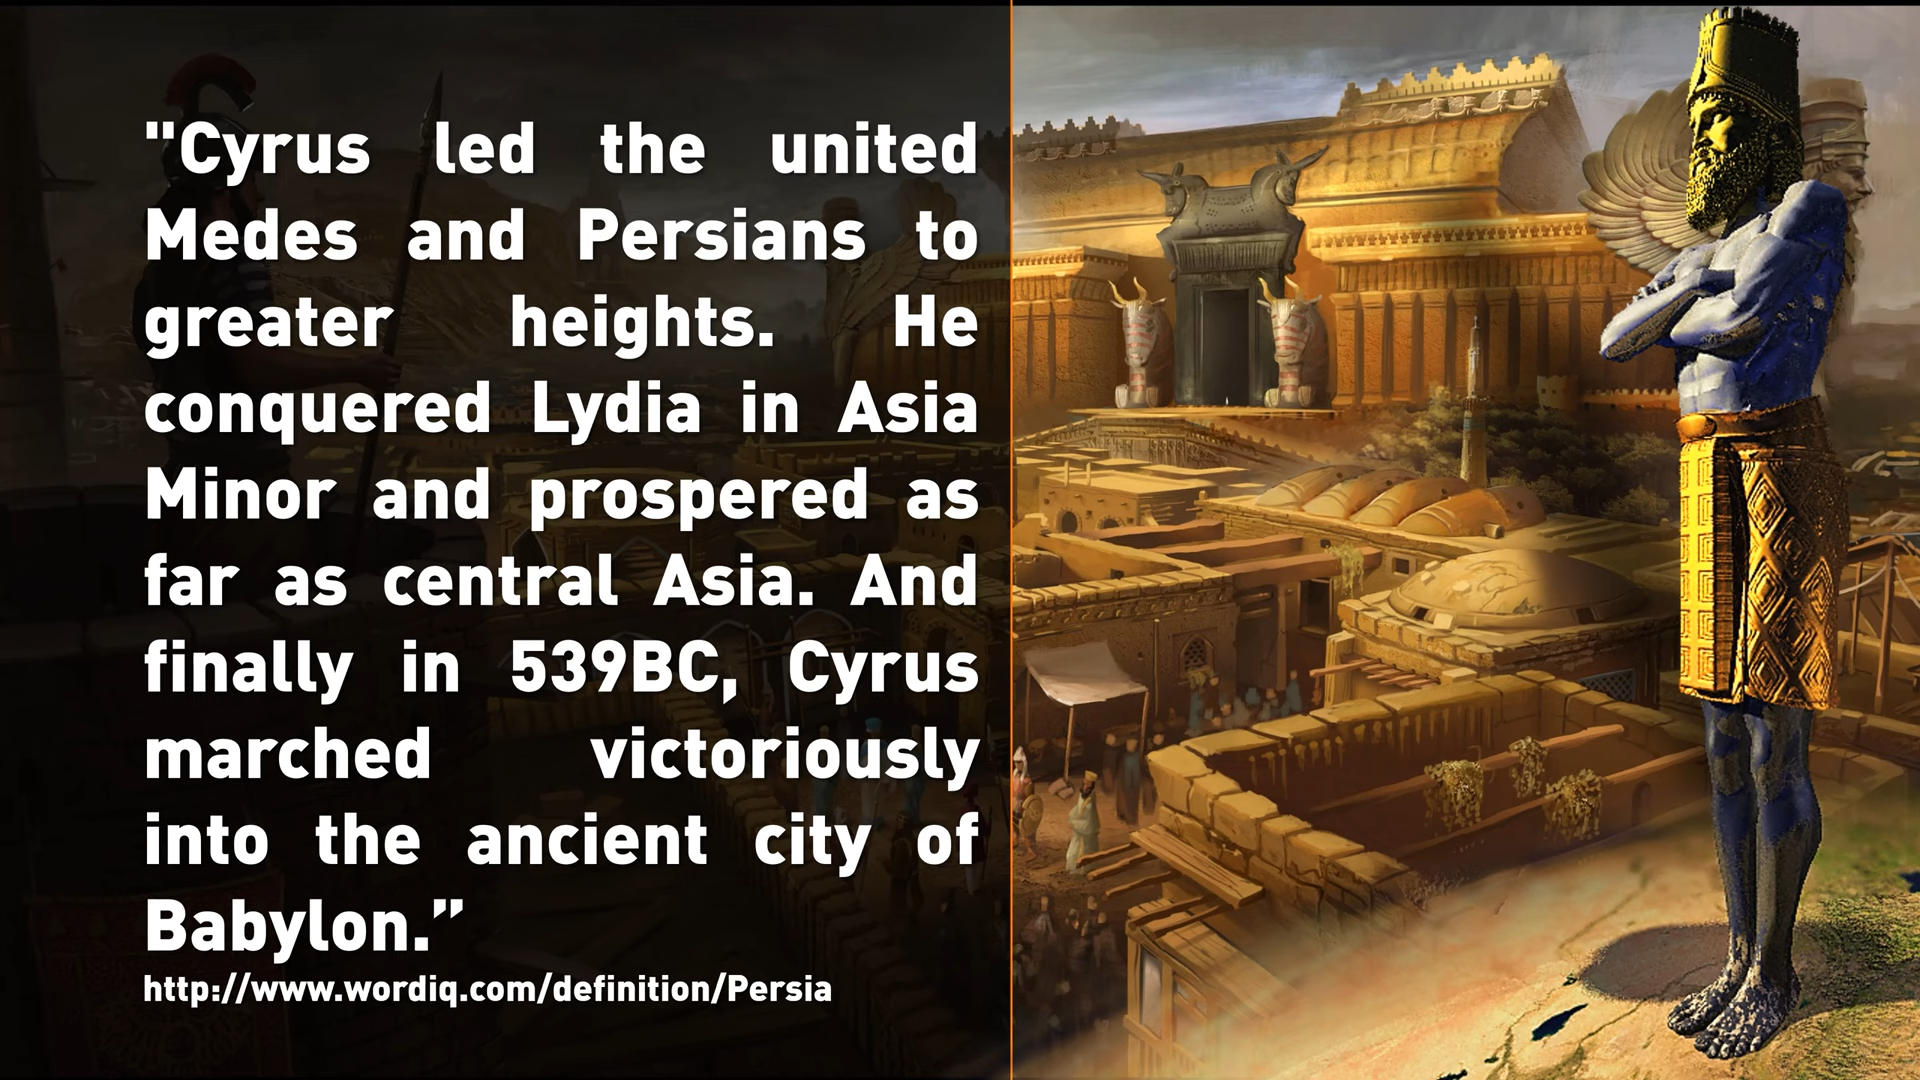 "Cyrus led the united
Medes and Persians to
greater heights. He
conquered Lydia in Asia
Minor and prospered as
far as central Asia. And
finally in 539BC, Cyrus
marched victoriously
into the ancient city of
Babylon.”
http://www.wordiq.com/definition/Persia